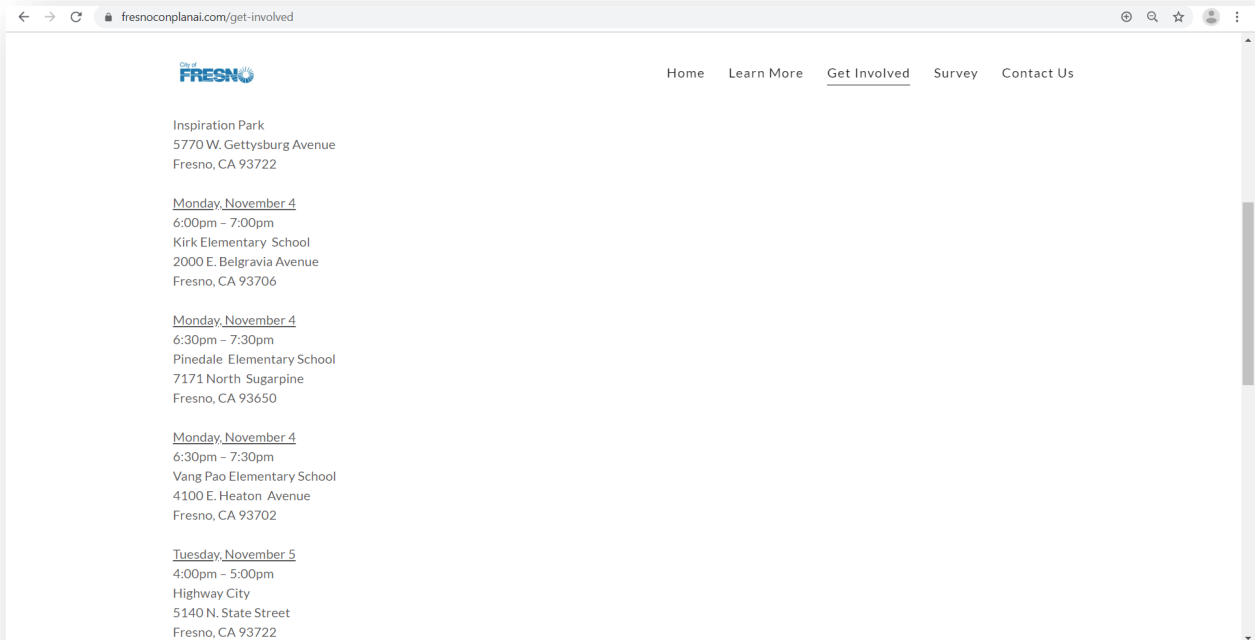 fresnoconplanai.com/get-involved
City of
FRESNO
Home Learn More Get Involved Survey Contact Us
Inspiration Park
5770 W. Gettysburg Avenue
Fresno, CA 93722
Monday, November 4
6:00pm – 7:00pm
Kirk Elementary School
2000 E. Belgravia Avenue
Fresno, CA 93706
Monday, November 4
6:30pm – 7:30pm
Pinedale Elementary School
7171 North Sugarpine
Fresno, CA 93650
Monday, November 4
6:30pm – 7:30pm
Vang Pao Elementary School
4100 E. Heaton Avenue
Fresno, CA 93702
Tuesday, November 5
4:00pm – 5:00pm
Highway City
5140 N. State Street
Fresno, CA 93722